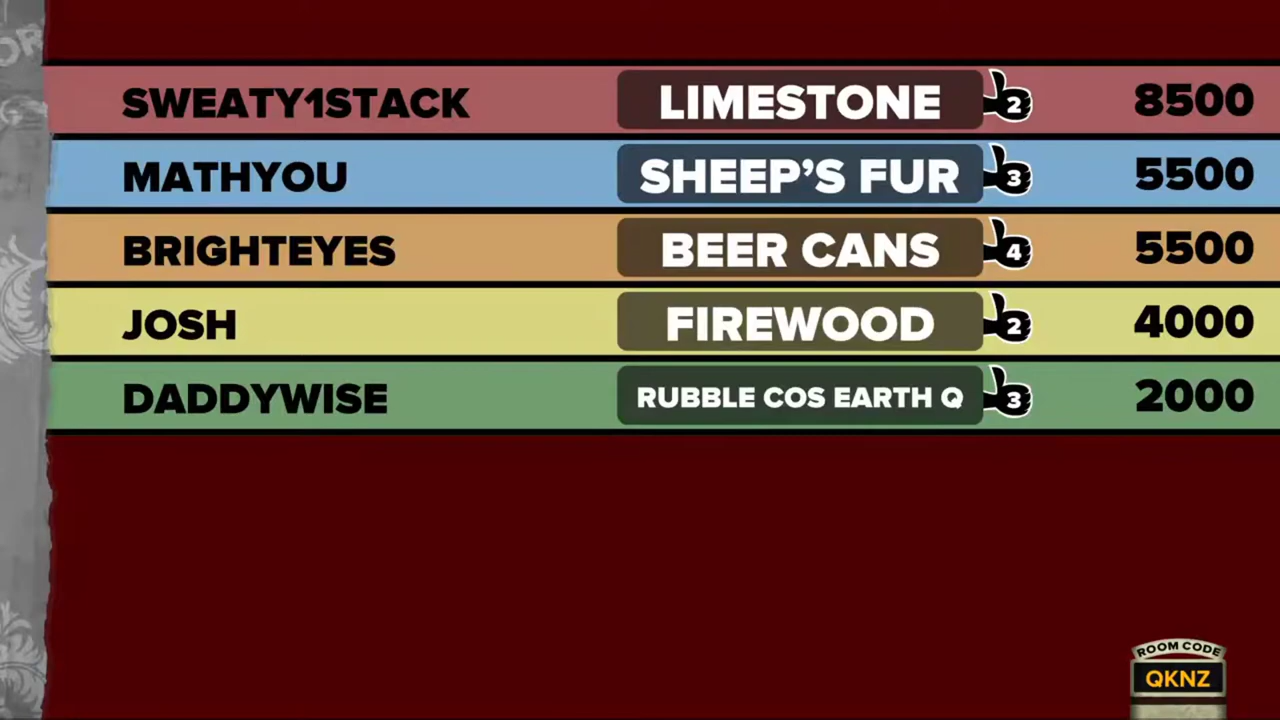 SWEATY1STACK LIMESTONE 2 8500
MATHYOU SHEEP'S FUR 3 5500
BRIGHTEYES BEER CANS 4 5500
JOSH FIREWOOD 2 4000
DADDYWISE RUBBLE COS EARTH Q 3 2000
ROOM CODE
QKNZ